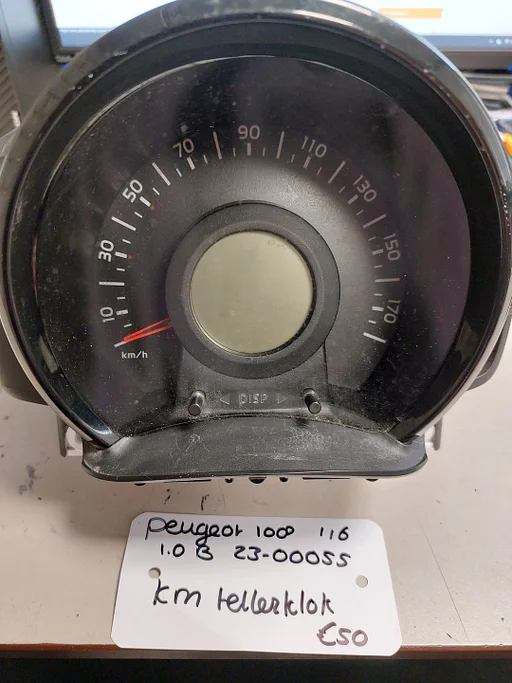 10 30 50 70 90 110 130 150 170
km/h
◁ DISP ▷
peugeot 108 116
1.0 B 23-00055
km tellerklok
€50